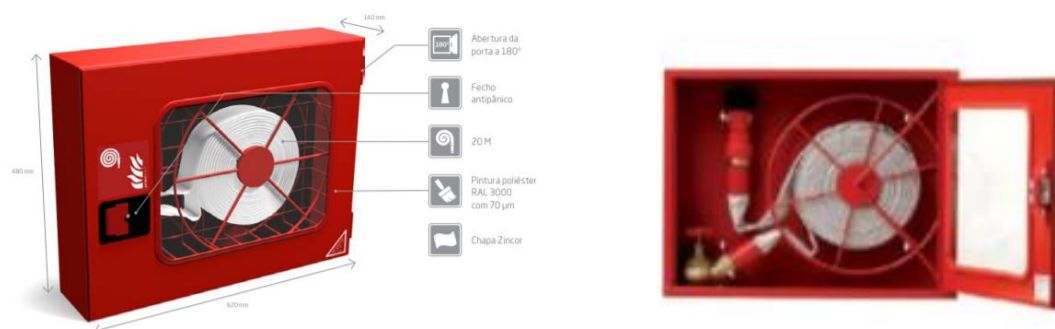 140 mm
480 mm
620 mm
180°
Abertura da
porta a 180°
Fecho
antipânico
20 M
Pintura poliéster
RAL 3000
com 70 µm
Chapa Zincor